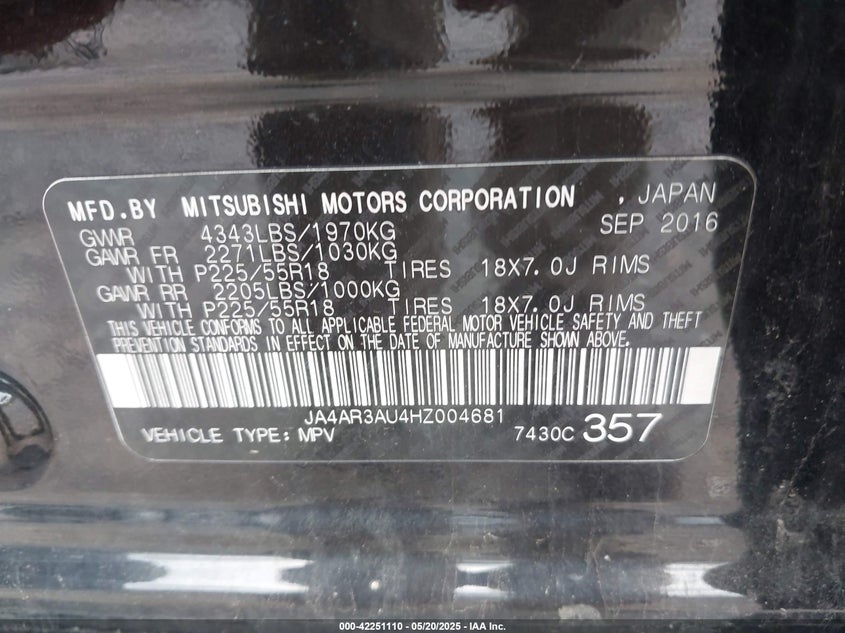 MFD.BY MITSUBISHI MOTORS CORPORATION , JAPAN
SEP 2016
GVWR 4343LBS/1970KG
GAWR FR 2271LBS/1030KG
WITH P225/55R18 TIRES 18X7.0J RIMS
GAWR RR 2205LBS/1000KG
WITH P225/55R18 TIRES 18X7.0J RIMS
THIS VEHICLE CONFORMS TO ALL APPLICABLE FEDERAL MOTOR VEHICLE SAFETY AND THEFT
PREVENTION STANDARDS IN EFFECT ON THE DATE OF MANUFACTURE SHOWN ABOVE.
JA4AR3AU4HZ004681
VEHICLE TYPE: MPV 7430C 357
000-42251110 - 05/20/2025 - IAA Inc.